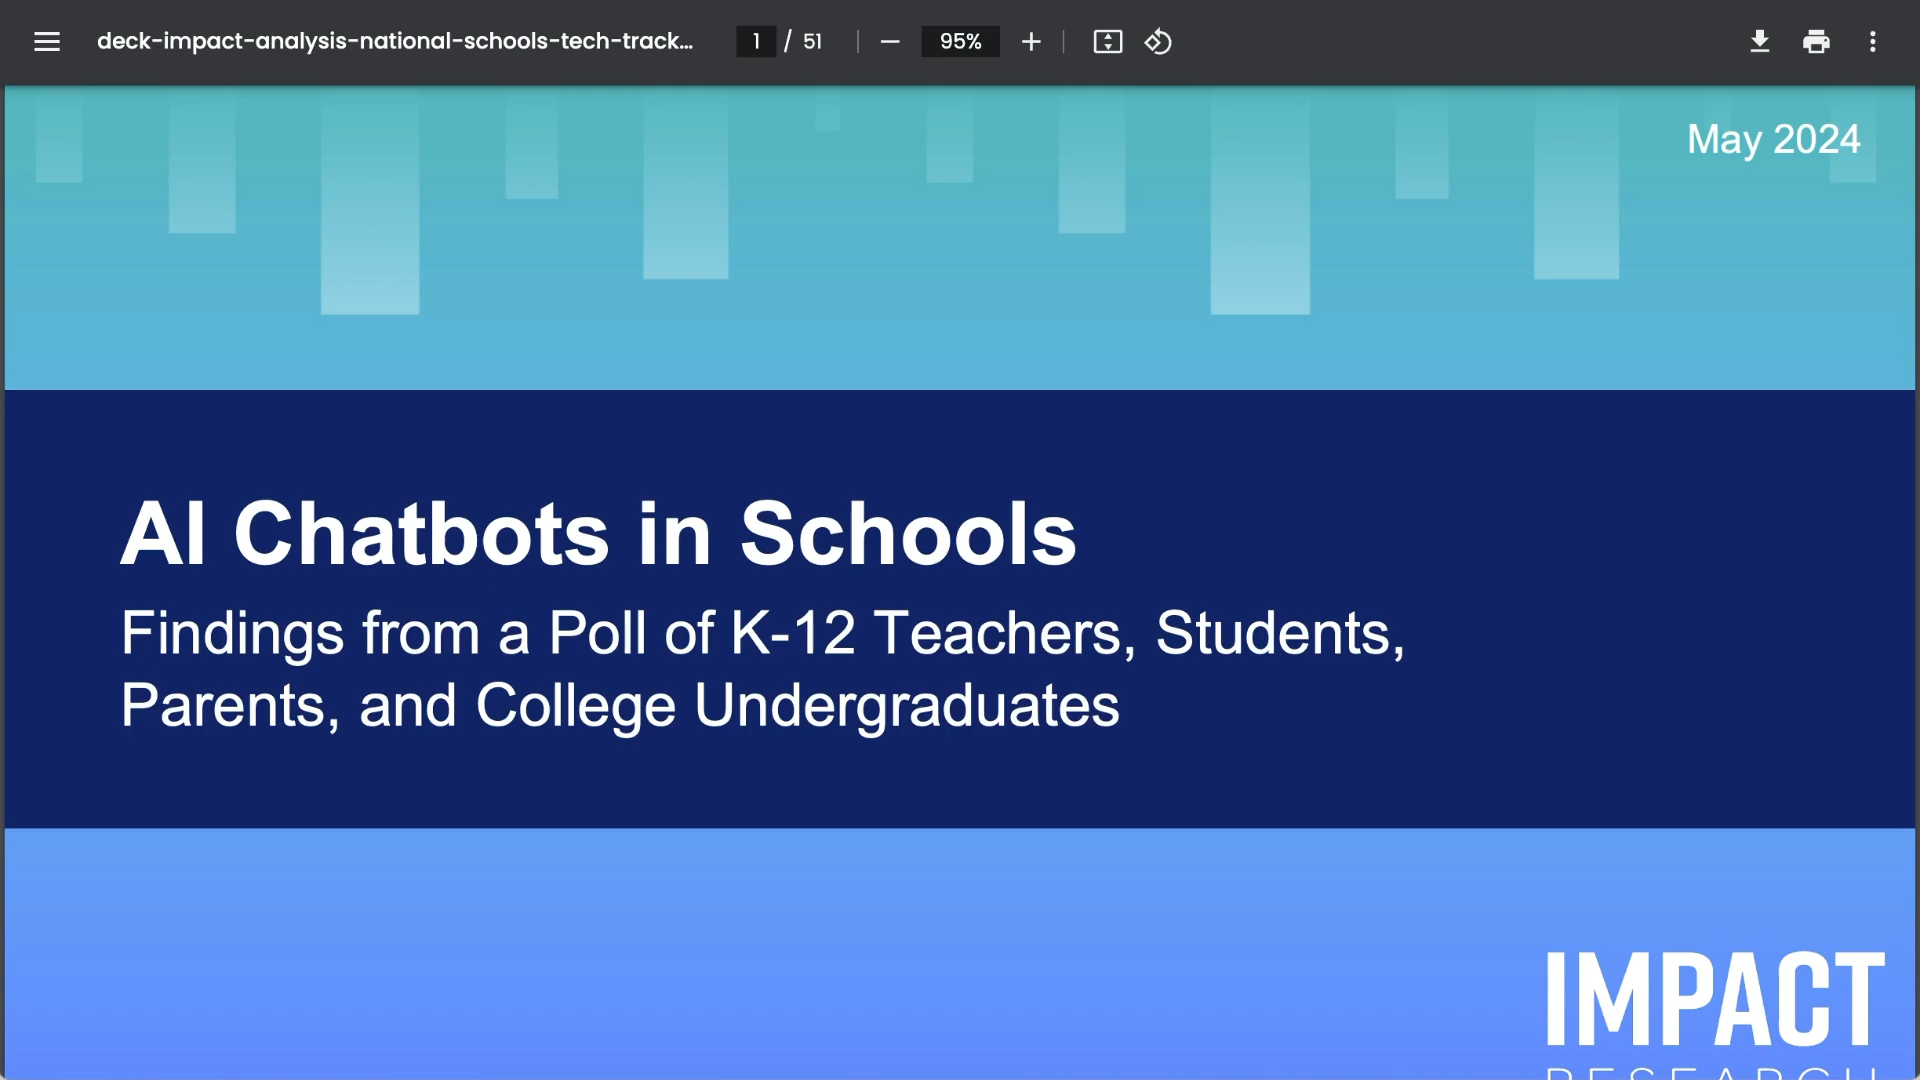 deck-impact-analysis-national-schools-tech-track...
1 / 51
95%
May 2024
AI Chatbots in Schools
Findings from a Poll of K-12 Teachers, Students,
Parents, and College Undergraduates
IMPACT
RESEARCH